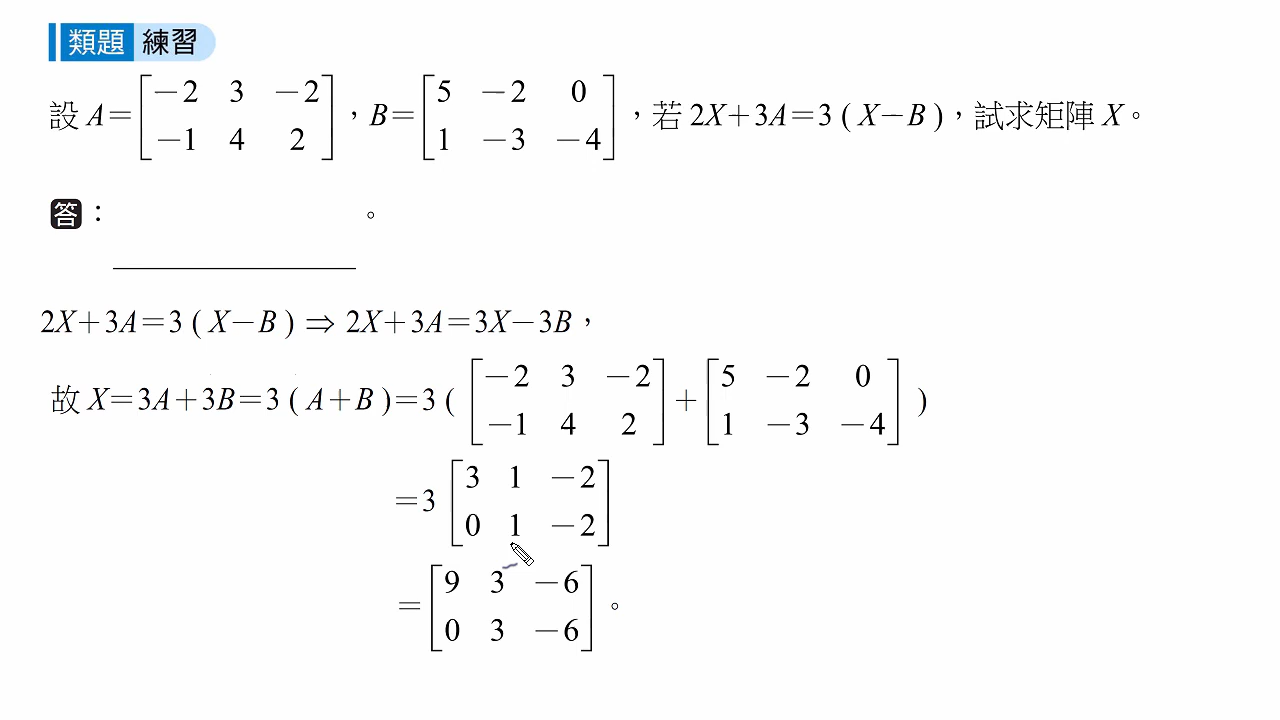 類題 練習
設 A=[−2 3 −2
−1 4 2],B=[5 −2 0
1 −3 −4],若 2X+3A=3 ( X−B ),試求矩陣 X。
答: 。
2X+3A=3 ( X−B ) ⇒ 2X+3A=3X−3B,
故 X=3A+3B=3 ( A+B )=3 ( [−2 3 −2
−1 4 2]+[5 −2 0
1 −3 −4] )
=3 [3 1 −2
0 1 −2]
=[9 3 −6
0 3 −6]。